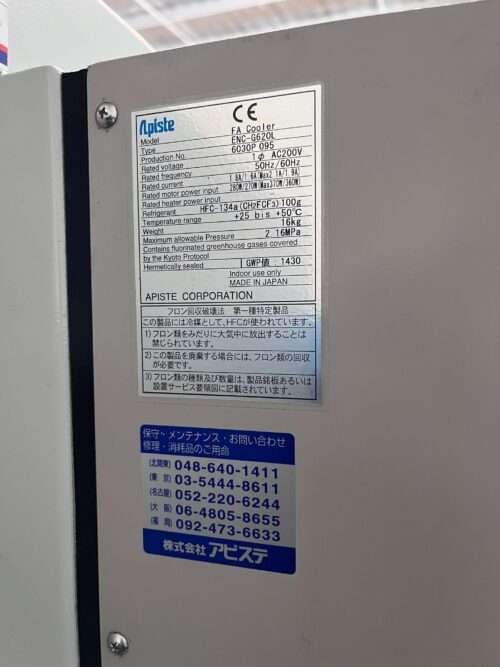 Apiste CE
Model FA Cooler
Type ENC-G620L
Production No. 6030P 095
Rated voltage 1φ AC200V
Rated frequency 50Hz/60Hz
Rated current 1.8A/1.6A(Max2.1A/1.9A)
Rated motor power input 280W/270W(Max370W/360W)
Rated heater power input
Refrigerant HFC-134a(CH2FCF3)100g
Temperature range +25 bis +50℃
Weight 16kg
Maximum allowable Pressure 2.16MPa
Contains fluorinated greenhouse gases covered
by the Kyoto Protocol
Hermetically sealed GWP値:1430
Indoor use only
MADE IN JAPAN
APISTE CORPORATION
フロン回収破壊法 第一種特定製品
この製品には冷媒として、HFCが使われています。
1)フロン類をみだりに大気中に放出することは
禁じられています。
2)この製品を廃棄する場合には、フロン類の回収
が必要です。
3)フロン類の種類及び数量は、製品銘板あるいは
設置サービス要領図に記載されています。
保守・メンテナンス・お問い合わせ
修理・消耗品のご用命
(北関東) 048-640-1411
(東 京) 03-5444-8611
(名古屋) 052-220-6244
(大 阪) 06-4805-8655
(福 岡) 092-473-6633
株式会社 アピステ